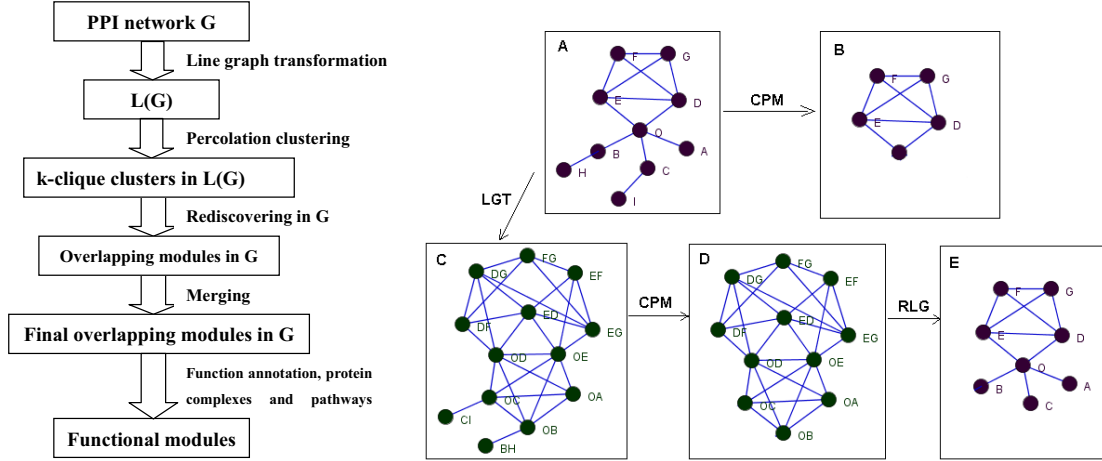 PPI network G
Line graph transformation
L(G)
Percolation clustering
k-clique clusters in L(G)
Rediscovering in G
Overlapping modules in G
Merging
Final overlapping modules in G
Function annotation, protein
complexes and pathways
Functional modules
A
F
G
E
D
O
B
A
H
C
I
CPM
B
F
G
E
D
LGT
C
FG
DG
EF
ED
DF
EG
OD
OE
OC
OA
CI
OB
BH
CPM
D
FG
DG
EF
ED
DF
EG
OD
OE
OC
OA
OB
RLG
E
F
G
E
D
O
B
A
C